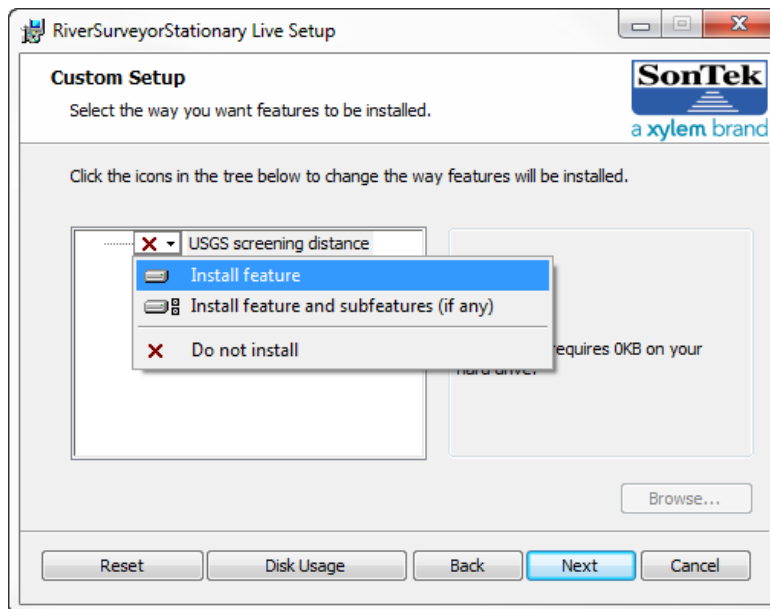 RiverSurveyorStationary Live Setup
Custom Setup
Select the way you want features to be installed.
SonTek
a xylem brand
Click the icons in the tree below to change the way features will be installed.
USGS screening distance
Install feature
Install feature and subfeatures (if any)
Do not install
requires 0KB on your
hard drive.
Browse...
Reset
Disk Usage
Back
Next
Cancel